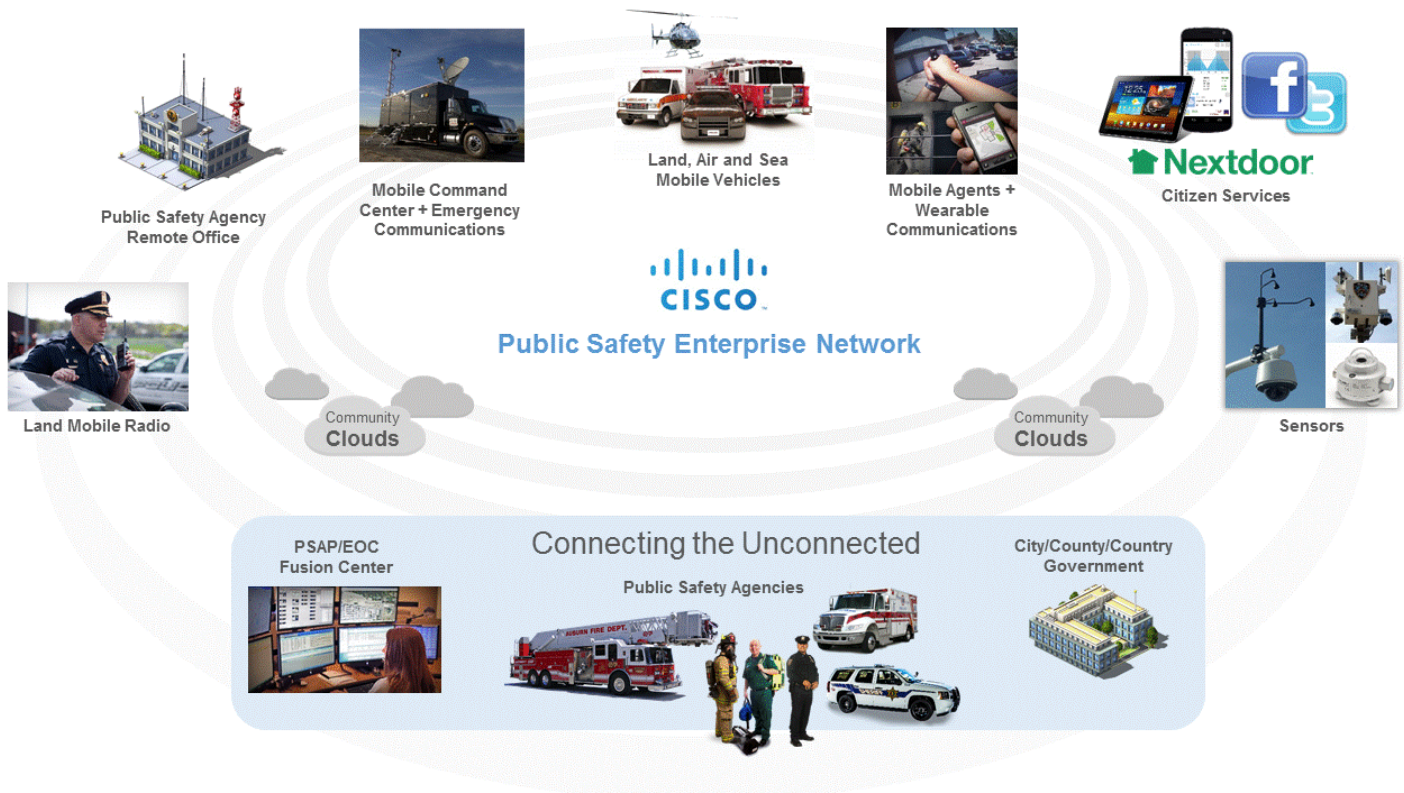 Land, Air and Sea
Mobile Vehicles
Nextdoor
Citizen Services
Mobile Command
Center + Emergency
Communications
Mobile Agents +
Wearable
Communications
Public Safety Agency
Remote Office
CISCO
Public Safety Enterprise Network
Land Mobile Radio
Sensors
Community
Clouds
Community
Clouds
Connecting the Unconnected
PSAP/EOC
Fusion Center
Public Safety Agencies
City/County/Country
Government
AUBURN FIRE DEPT.